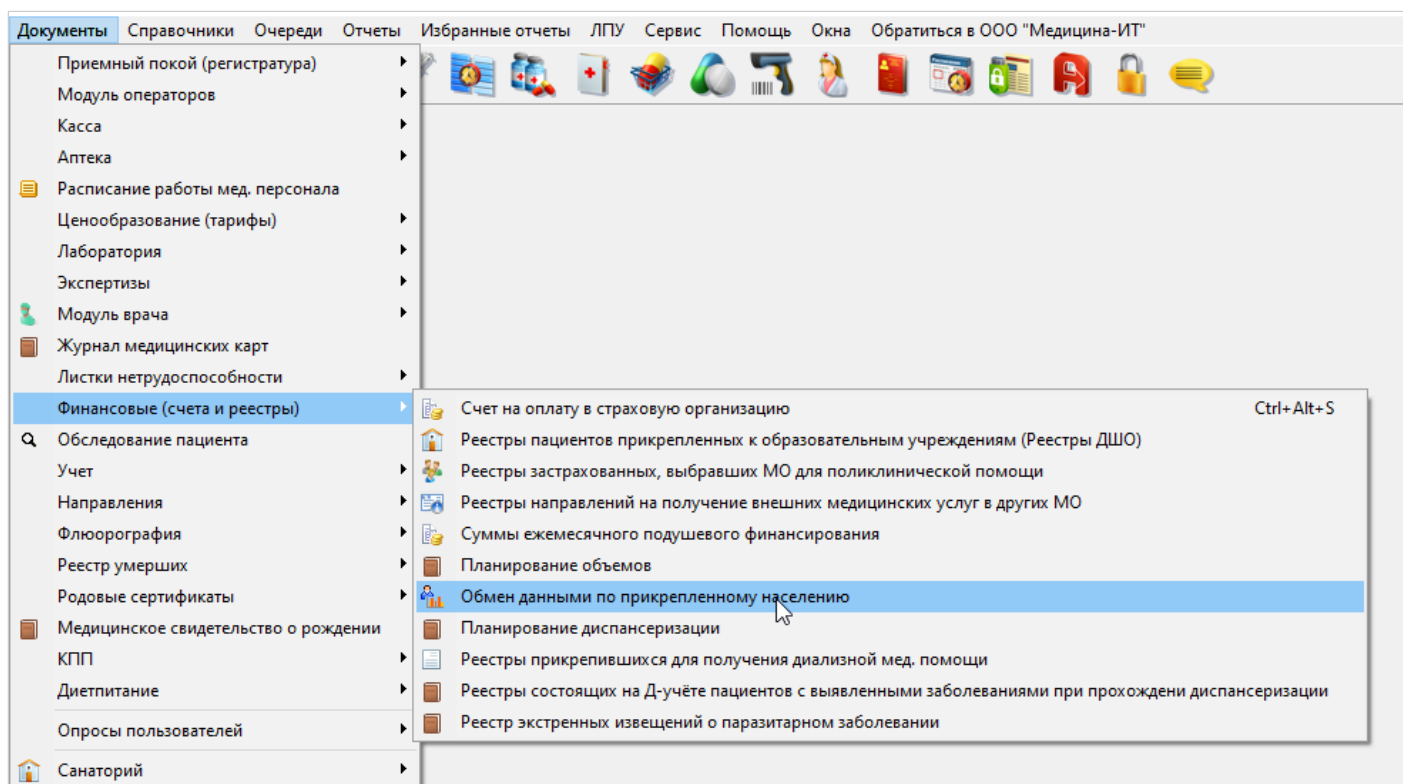 Документы Справочники Очереди Отчеты Избранные отчеты ЛПУ Сервис Помощь Окна Обратиться в ООО "Медицина-ИТ"
Приемный покой (регистратура)
Модуль операторов
Касса
Аптека
Расписание работы мед. персонала
Ценообразование (тарифы)
Лаборатория
Экспертизы
Модуль врача
Журнал медицинских карт
Листки нетрудоспособности
Финансовые (счета и реестры)
Обследование пациента
Учет
Направления
Флюорография
Реестр умерших
Родовые сертификаты
Медицинское свидетельство о рождении
КПП
Диетпитание
Опросы пользователей
Санаторий
Счет на оплату в страховую организацию Ctrl+Alt+S
Реестры пациентов прикрепленных к образовательным учреждениям (Реестры ДШО)
Реестры застрахованных, выбравших МО для поликлинической помощи
Реестры направлений на получение внешних медицинских услуг в других МО
Суммы ежемесячного подушевого финансирования
Планирование объемов
Обмен данными по прикрепленному населению
Планирование диспансеризации
Реестры прикрепившихся для получения диализной мед. помощи
Реестры состоящих на Д-учёте пациентов с выявленными заболеваниями при прохождени диспансеризации
Реестр экстренных извещений о паразитарном заболевании